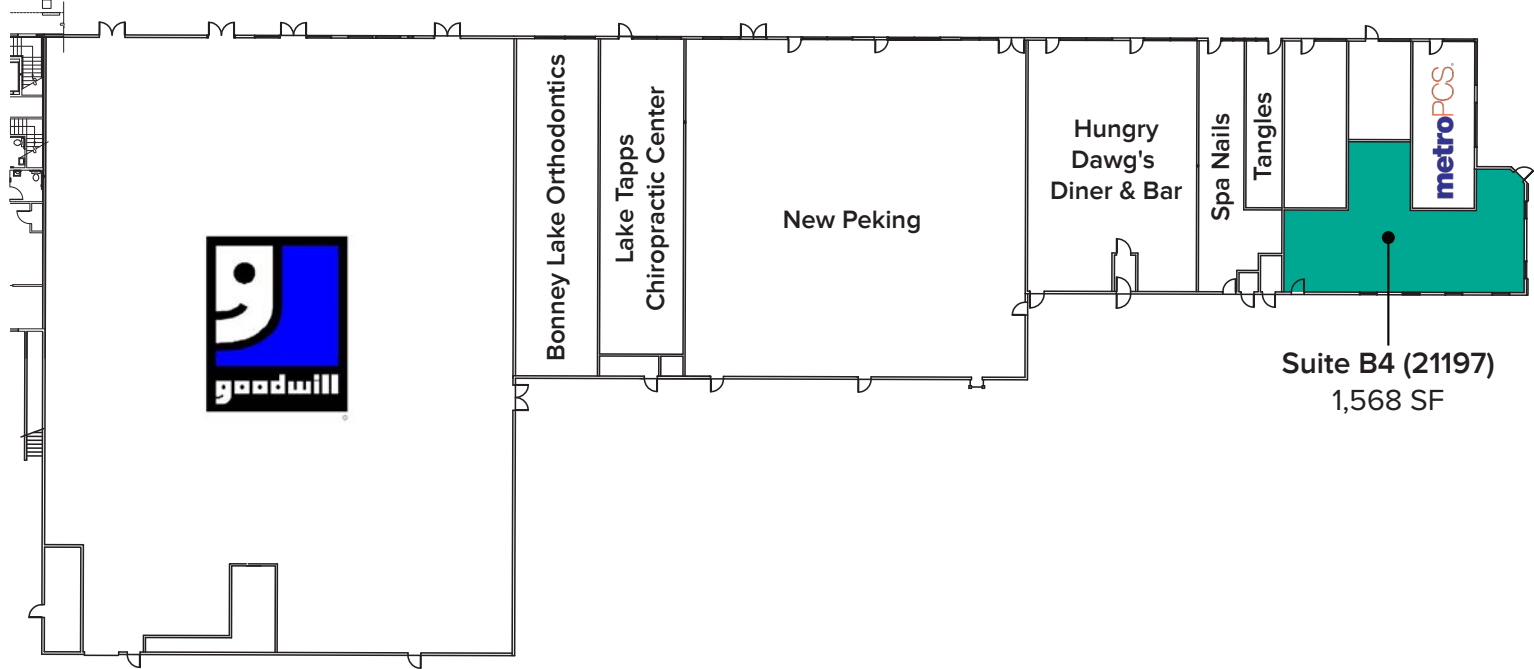 goodwill
Bonney Lake Orthodontics
Lake Tapps
Chiropractic Center
New Peking
Hungry
Dawg's
Diner & Bar
Spa Nails
Tangles
metroPCS.
Suite B4 (21197)
1,568 SF